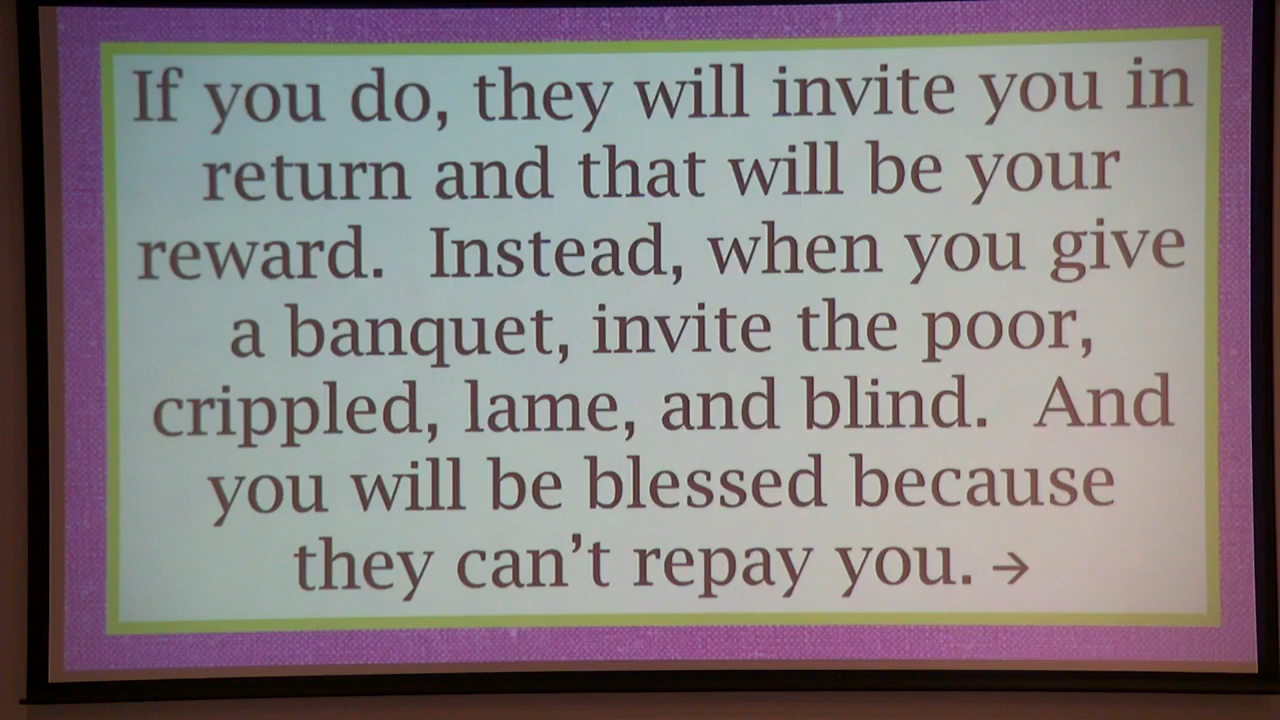 If you do, they will invite you in
return and that will be your
reward.  Instead, when you give
a banquet, invite the poor,
crippled, lame, and blind.  And
you will be blessed because
they can’t repay you. →